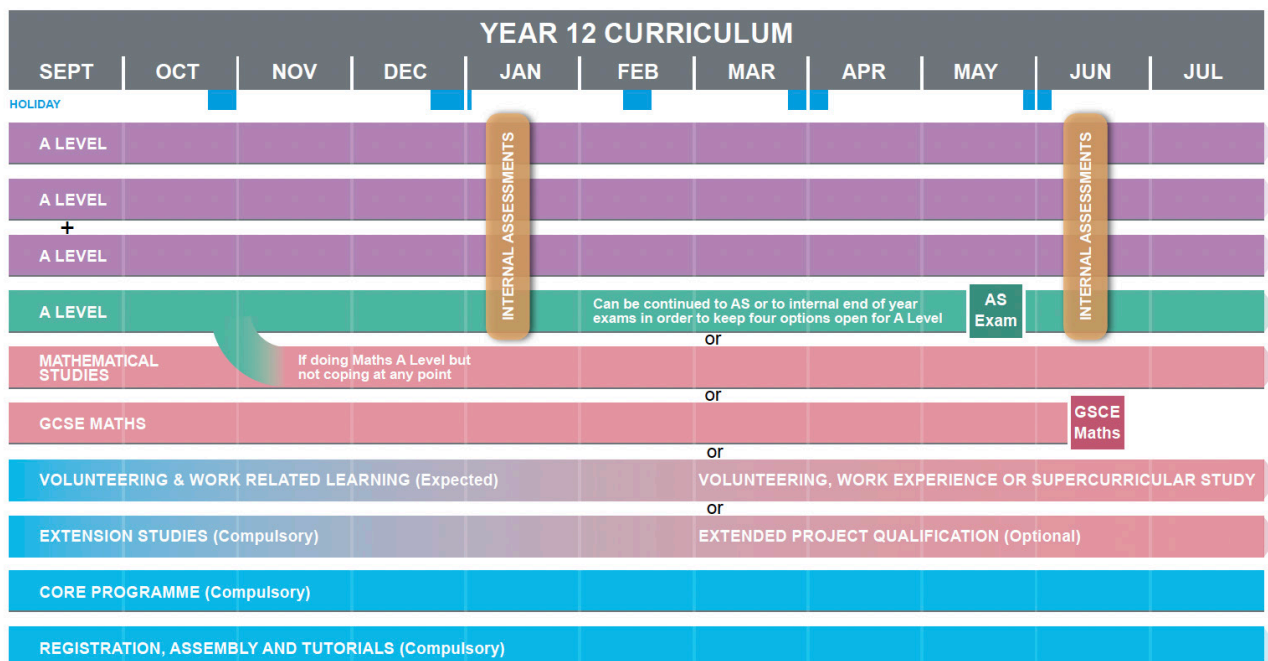 YEAR 12 CURRICULUM
SEPT OCT NOV DEC JAN FEB MAR APR MAY JUN JUL
HOLIDAY
A LEVEL
A LEVEL
+
A LEVEL
INTERNAL ASSESSMENTS
INTERNAL ASSESSMENTS
A LEVEL
Can be continued to AS or to internal end of year
exams in order to keep four options open for A Level
AS
Exam
or
MATHEMATICAL
STUDIES
If doing Maths A Level but
not coping at any point
or
GCSE MATHS
GSCE
Maths
or
VOLUNTEERING & WORK RELATED LEARNING (Expected)
VOLUNTEERING, WORK EXPERIENCE OR SUPERCURRICULAR STUDY
or
EXTENSION STUDIES (Compulsory)
EXTENDED PROJECT QUALIFICATION (Optional)
CORE PROGRAMME (Compulsory)
REGISTRATION, ASSEMBLY AND TUTORIALS (Compulsory)